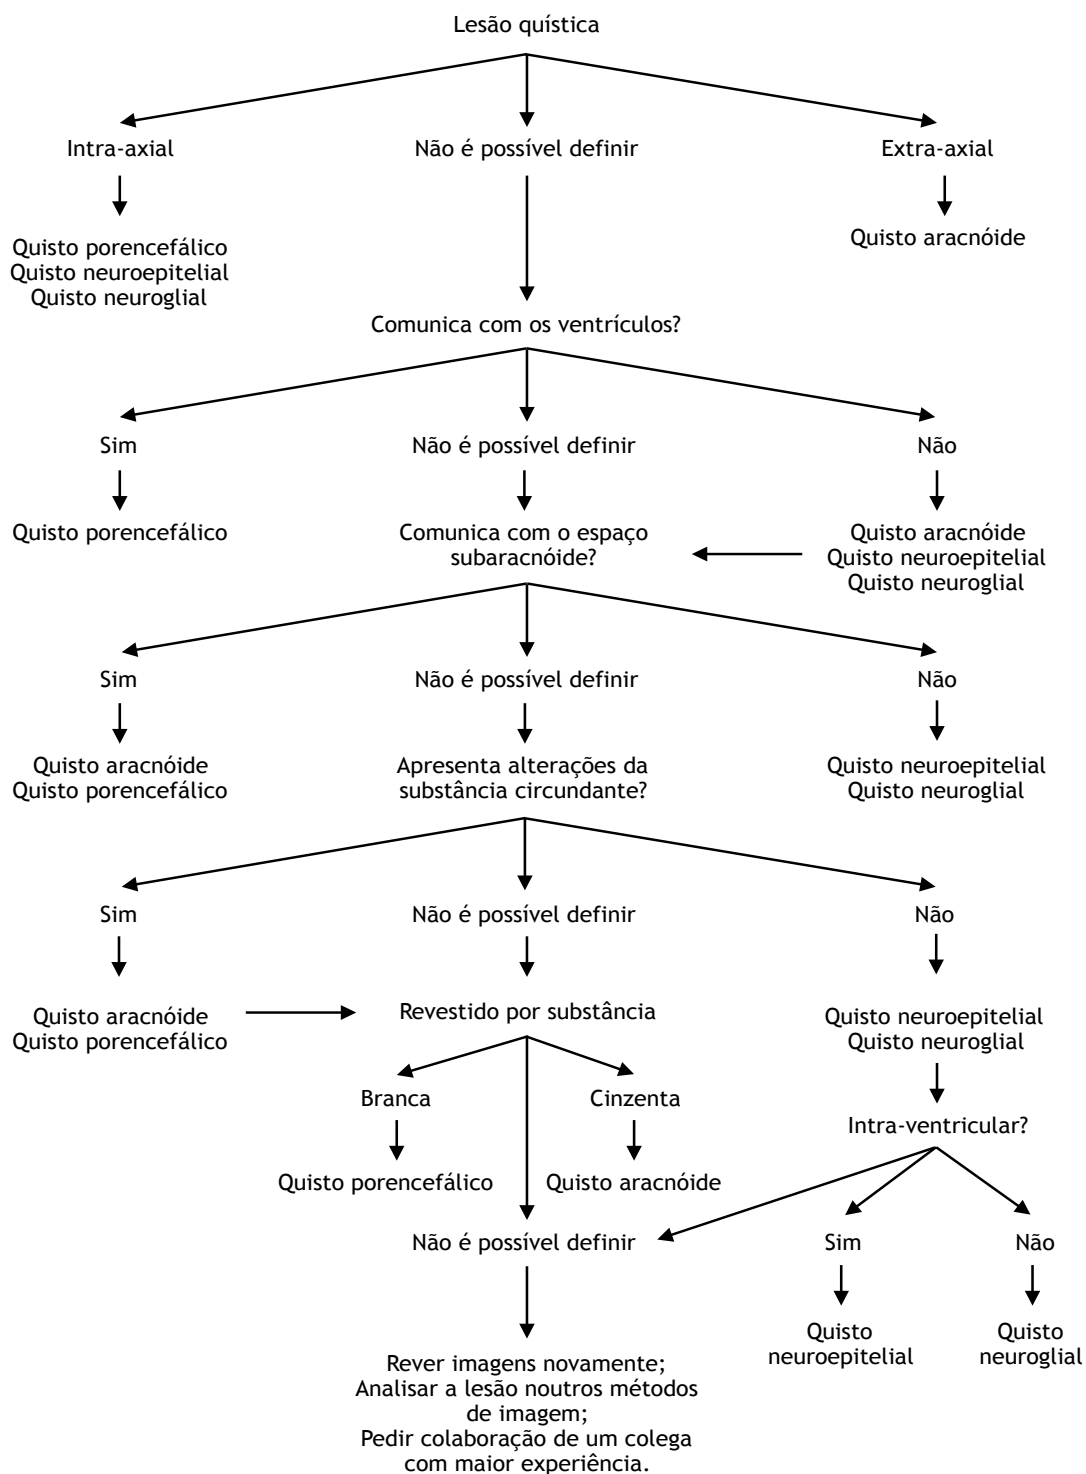 Lesão quística
Intra-axial
Não é possível definir
Extra-axial
Quisto porencefálico
Quisto neuroepitelial
Quisto neuroglial
Quisto aracnóide
Comunica com os ventrículos?
Sim
Não é possível definir
Não
Quisto porencefálico
Comunica com o espaço
subaracnóide?
Quisto aracnóide
Quisto neuroepitelial
Quisto neuroglial
Sim
Não é possível definir
Não
Quisto aracnóide
Quisto porencefálico
Apresenta alterações da
substância circundante?
Quisto neuroepitelial
Quisto neuroglial
Sim
Não é possível definir
Não
Quisto aracnóide
Quisto porencefálico
Revestido por substância
Quisto neuroepitelial
Quisto neuroglial
Branca
Cinzenta
Intra-ventricular?
Quisto porencefálico
Quisto aracnóide
Não é possível definir
Sim
Não
Quisto
neuroepitelial
Quisto
neuroglial
Rever imagens novamente;
Analisar a lesão noutros métodos
de imagem;
Pedir colaboração de um colega
com maior experiência.